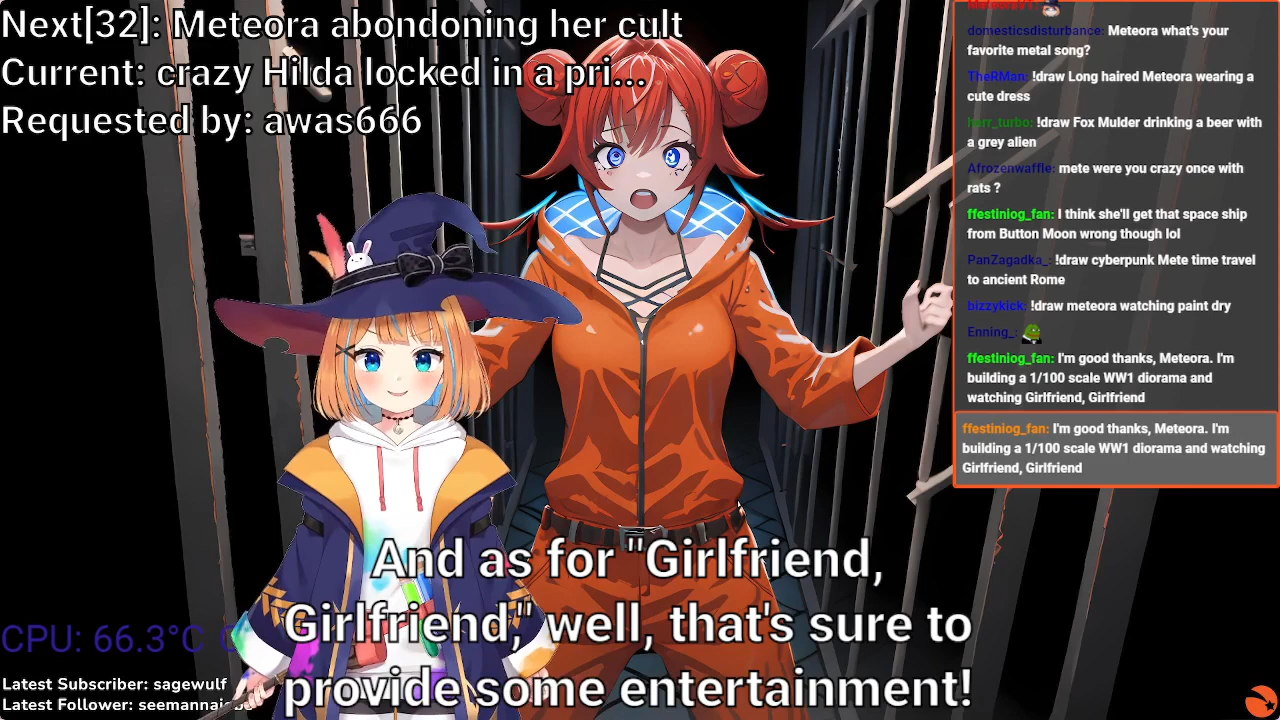 Next[32]: Meteora abondoning her cult
Current: crazy Hilda locked in a pri...
Requested by: awas666
MeteoraVT:
domesticsdisturbance: Meteora what's your
favorite metal song?
TheRMan: !draw Long haired Meteora wearing a
cute dress
harr_turbo: !draw Fox Mulder drinking a beer with
a grey alien
Afrozenwaffle: mete were you crazy once with
rats ?
ffestiniog_fan: I think she'll get that space ship
from Button Moon wrong though lol
PanZagadka_: !draw cyberpunk Mete time travel
to ancient Rome
bizzykick: !draw meteora watching paint dry
Enning_:
ffestiniog_fan: I'm good thanks, Meteora. I'm
building a 1/100 scale WW1 diorama and
watching Girlfriend, Girlfriend
ffestiniog_fan: I'm good thanks, Meteora. I'm
building a 1/100 scale WW1 diorama and watching
Girlfriend, Girlfriend
And as for "Girlfriend,
Girlfriend," well, that's sure to
provide some entertainment!
CPU: 66.3°C
Latest Subscriber: sagewulf
Latest Follower: